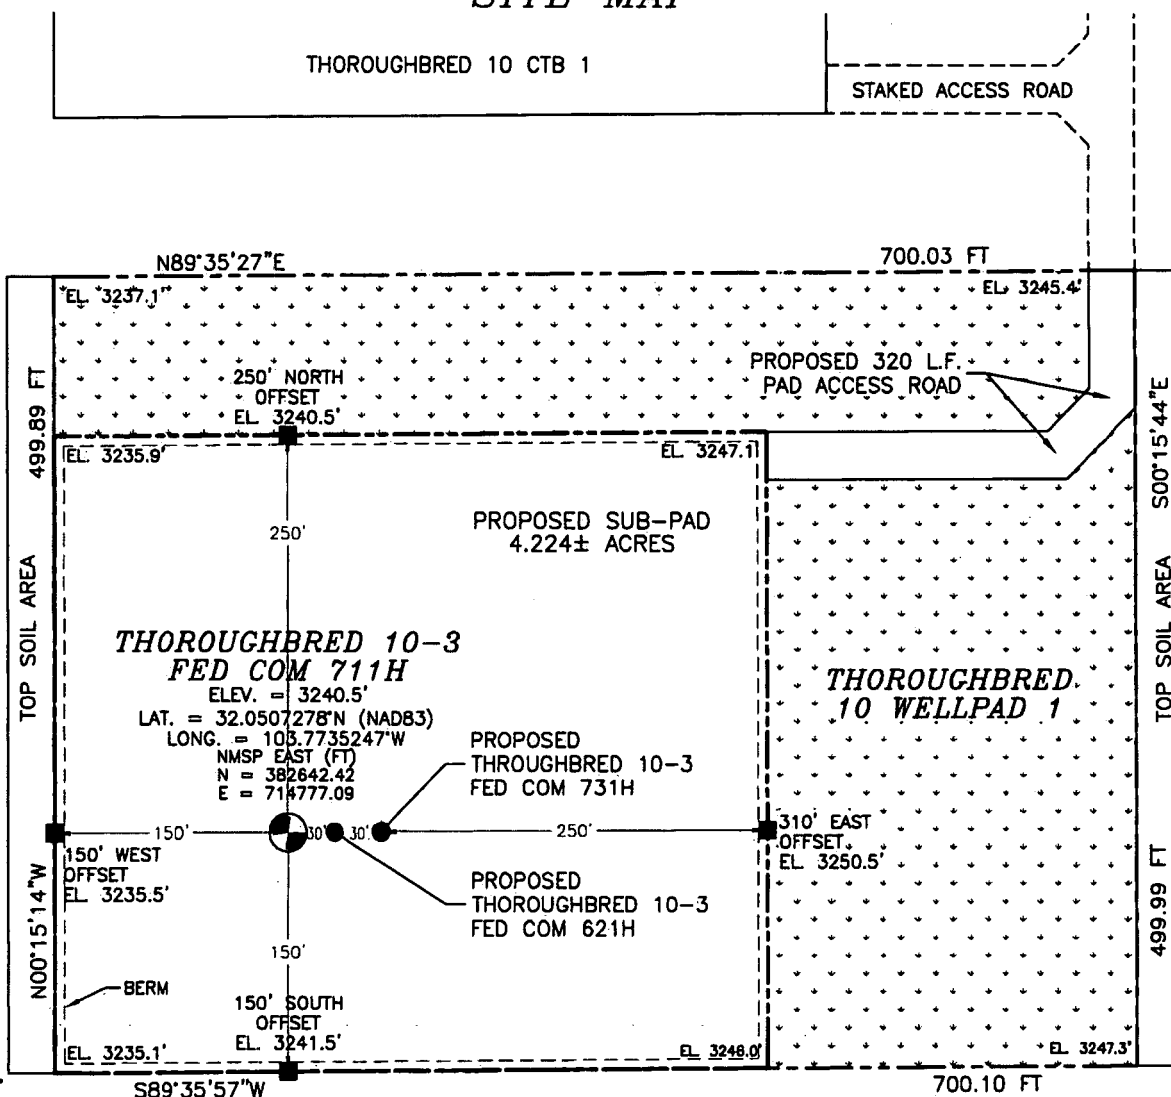 SITE MAP
THOROUGHBRED 10 CTB 1
STAKED ACCESS ROAD
N89°35'27"E
700.03 FT
EL. 3237.1'
EL. 3245.4'
PROPOSED 320 L.F.
PAD ACCESS ROAD
250' NORTH
OFFSET
EL. 3240.5'
499.89 FT
S00°15'44"E
EL. 3235.9'
EL. 3247.1'
250'
PROPOSED SUB-PAD
4.224± ACRES
TOP SOIL AREA
TOP SOIL AREA
THOROUGHBRED 10-3
FED COM 711H
ELEV. = 3240.5'
LAT. = 32.0507278°N (NAD83)
LONG. = 103.7735247°W
NMSP EAST (FT)
N = 382642.42
E = 714777.09
THOROUGHBRED
10 WELLPAD 1
PROPOSED
THROUGHBRED 10-3
FED COM 731H
150'
30'
30'
250'
310' EAST
OFFSET
EL. 3250.5'
150' WEST
OFFSET
EL. 3235.5'
PROPOSED
THOROUGHBRED 10-3
FED COM 621H
N00°15'14"W
499.99 FT
150'
BERM
150' SOUTH
OFFSET
EL. 3241.5'
EL. 3235.1'
EL. 3247.3'
S89°35'57"W
700.10 FT